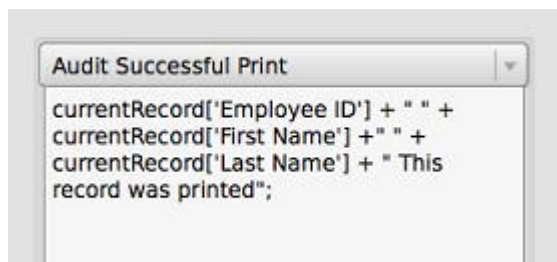 Audit Successful Print
currentRecord['Employee ID'] + " " +
currentRecord['First Name'] +" " +
currentRecord['Last Name'] + " This
record was printed";